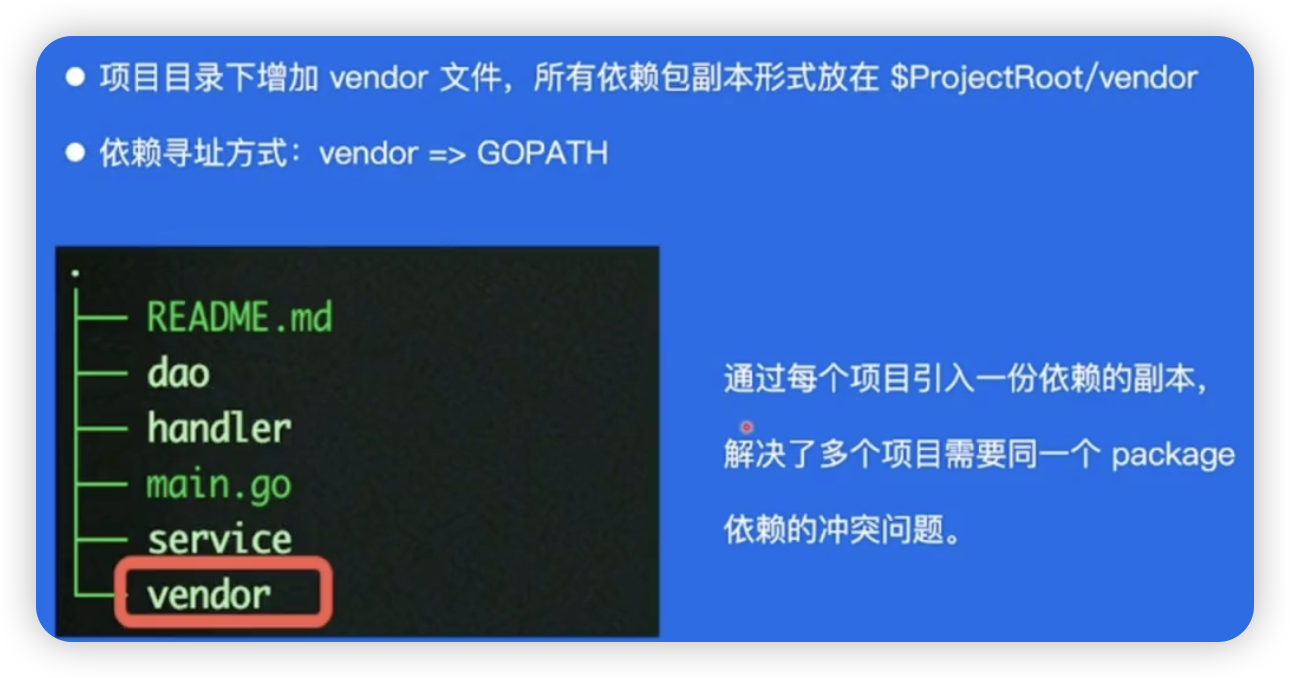 项目目录下增加 vendor 文件，所有依赖包副本形式放在 $ProjectRoot/vendor
依赖寻址方式：vendor => GOPATH
.
README.md
dao
handler
main.go
service
vendor
通过每个项目引入一份依赖的副本，
解决了多个项目需要同一个 package
依赖的冲突问题。